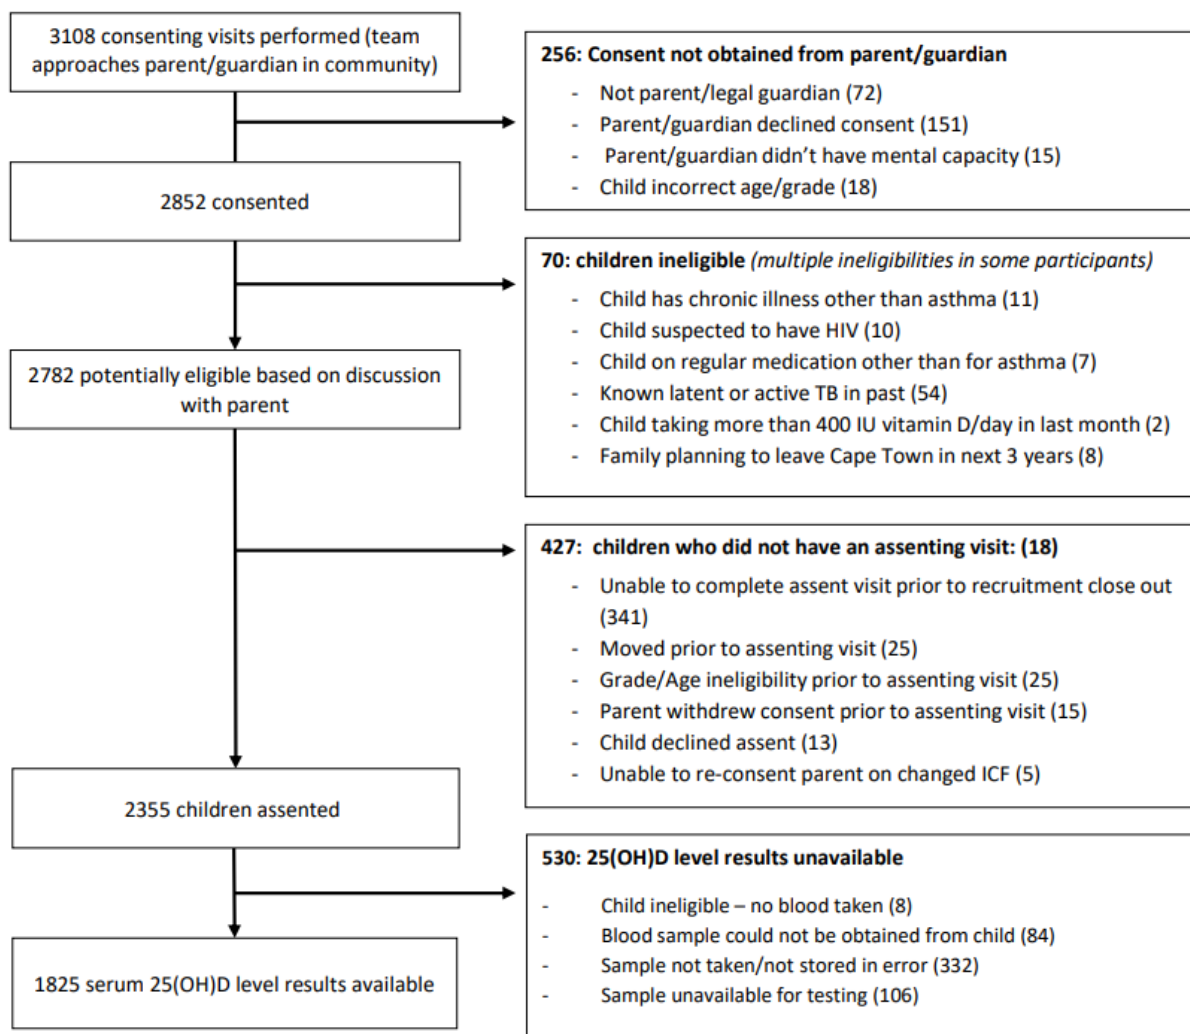 3108 consenting visits performed (team
approaches parent/guardian in community)
256: Consent not obtained from parent/guardian
- Not parent/legal guardian (72)
- Parent/guardian declined consent (151)
- Parent/guardian didn't have mental capacity (15)
- Child incorrect age/grade (18)
2852 consented
70: children ineligible (multiple ineligibilities in some participants)
- Child has chronic illness other than asthma (11)
- Child suspected to have HIV (10)
- Child on regular medication other than for asthma (7)
- Known latent or active TB in past (54)
- Child taking more than 400 IU vitamin D/day in last month (2)
- Family planning to leave Cape Town in next 3 years (8)
2782 potentially eligible based on discussion
with parent
427: children who did not have an assenting visit: (18)
- Unable to complete assent visit prior to recruitment close out
(341)
- Moved prior to assenting visit (25)
- Grade/Age ineligibility prior to assenting visit (25)
- Parent withdrew consent prior to assenting visit (15)
- Child declined assent (13)
- Unable to re-consent parent on changed ICF (5)
2355 children assented
530: 25(OH)D level results unavailable
- Child ineligible – no blood taken (8)
- Blood sample could not be obtained from child (84)
- Sample not taken/not stored in error (332)
- Sample unavailable for testing (106)
1825 serum 25(OH)D level results available